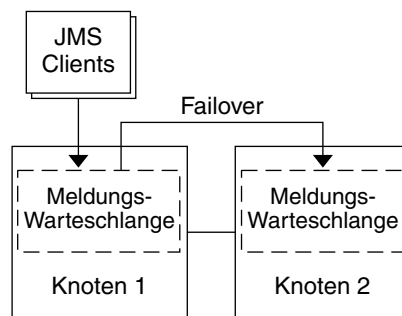 JMS
Clients
Failover
Meldungs-
Warteschlange
Meldungs-
Warteschlange
Knoten 1
Knoten 2